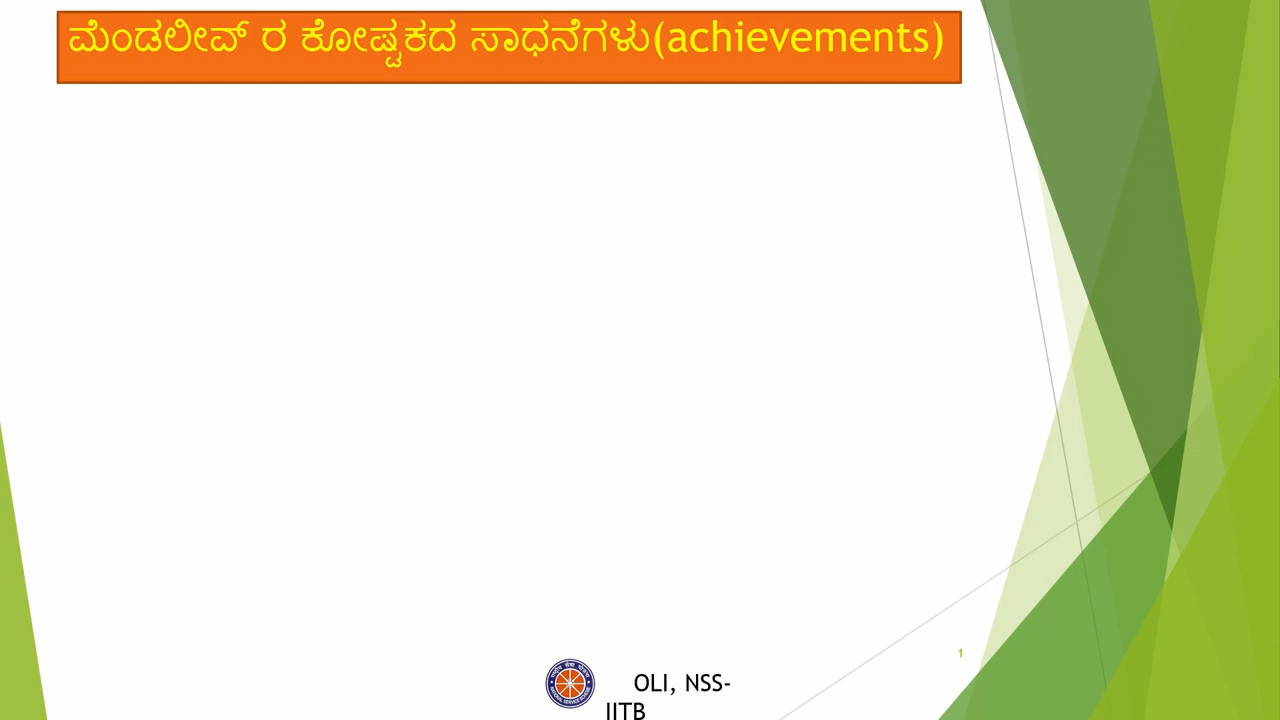 ಮೆಂಡಲೀವ್ ರ ಕೋಷ್ಟಕದ ಸಾಧನೆಗಳು(achievements)
1
OLI, NSS-
IITB